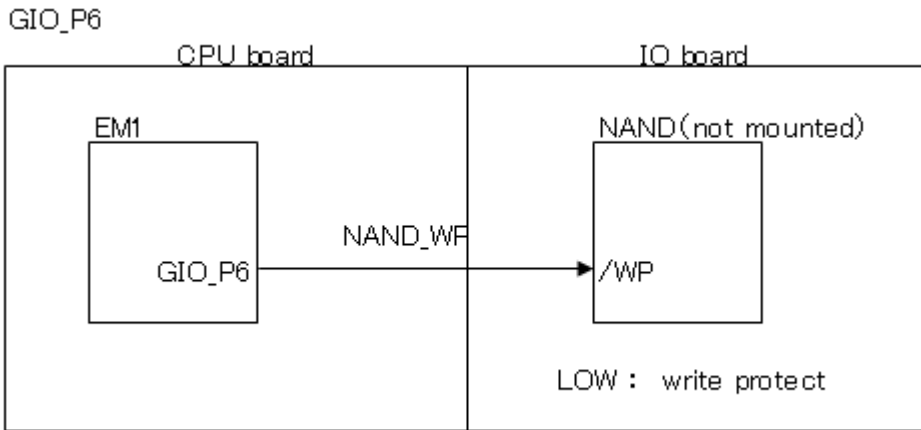 GIO_P6
CPU board
IO board
EM1
NAND(not mounted)
NAND_WP
GIO_P6
/WP
LOW : write protect